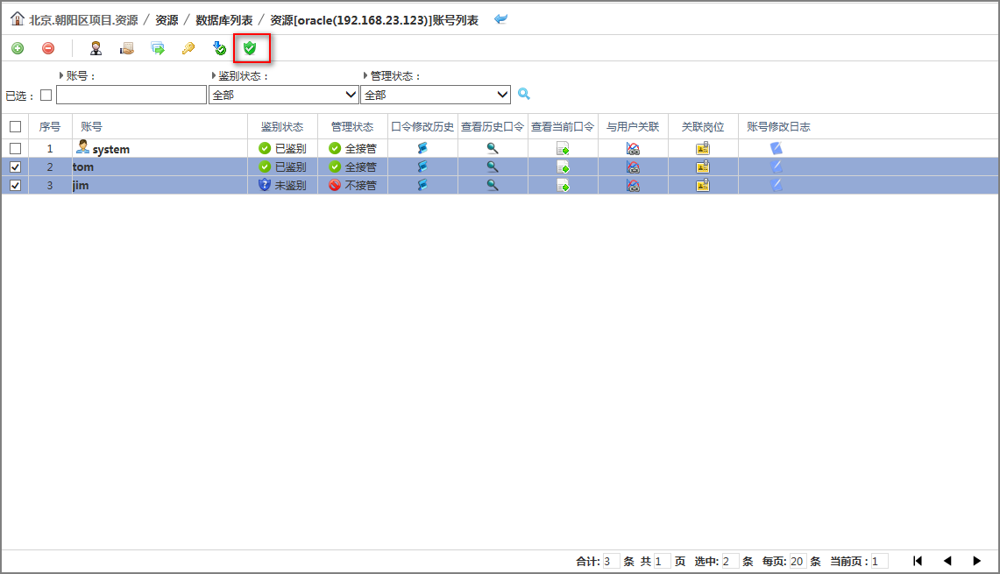 北京.朝阳区项目.资源 / 资源 / 数据库列表 / 资源[oracle(192.168.23.123)]账号列表
账号： 鉴别状态： 管理状态：
已选： 全部 全部
序号 账号 鉴别状态 管理状态 口令修改历史 查看历史口令 查看当前口令 与用户关联 关联岗位 账号修改日志
1 system 已鉴别 全接管
2 tom 已鉴别 全接管
3 jim 未鉴别 不接管
合计: 3 条 共 1 页 选中: 2 条 每页: 20 条 当前页： 1